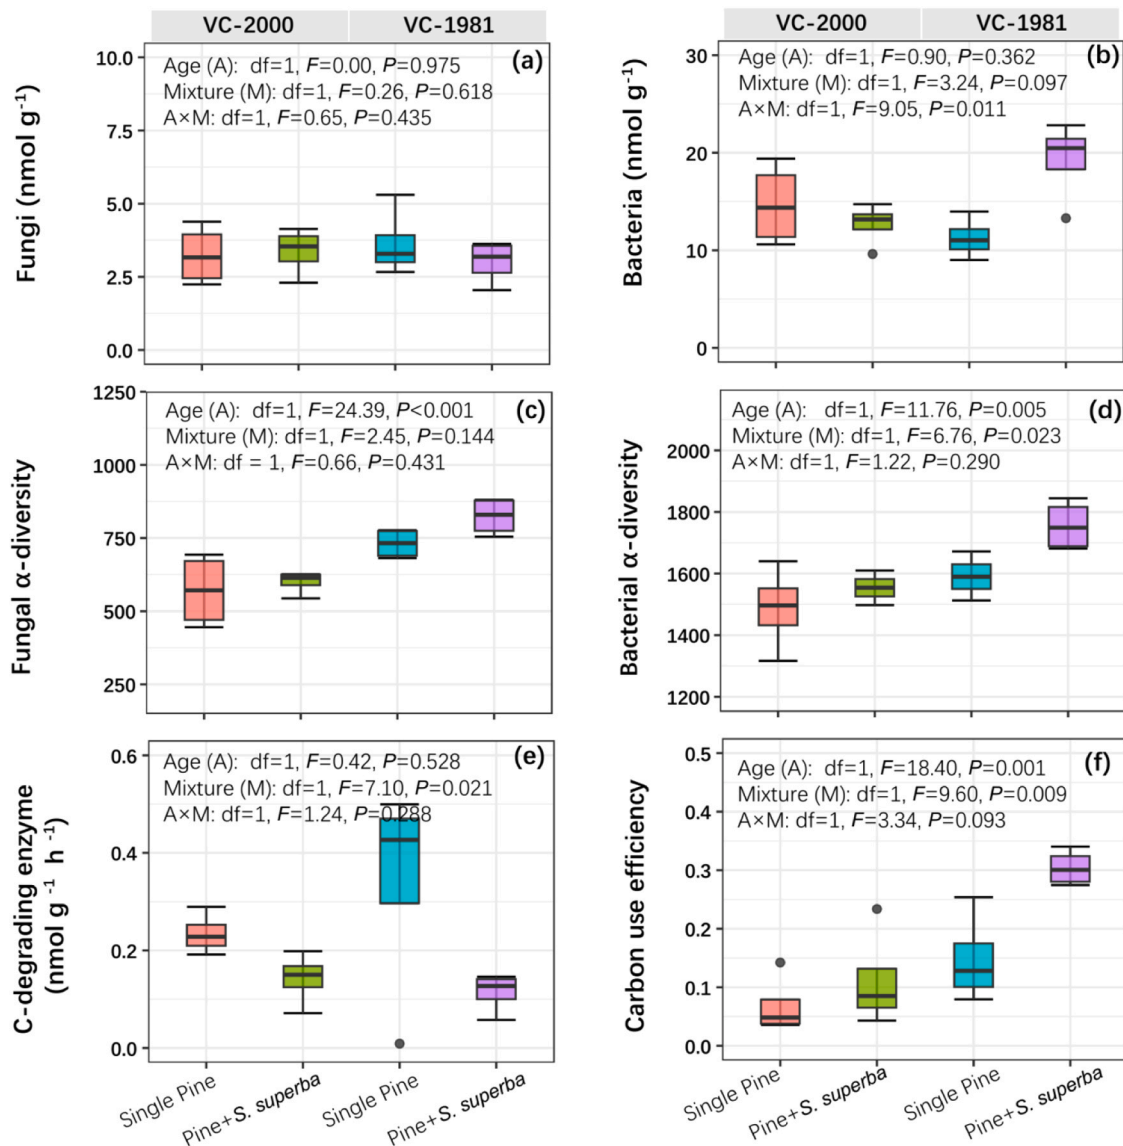 VC-2000 VC-1981
VC-2000 VC-1981
Fungi (nmol g⁻¹)
10.0
7.5
5.0
2.5
0.0
Age (A): df=1, F=0.00, P=0.975
Mixture (M): df=1, F=0.26, P=0.618
A×M: df=1, F=0.65, P=0.435
(a)
Bacteria (nmol g⁻¹)
30
20
10
0
Age (A): df=1, F=0.90, P=0.362
Mixture (M): df=1, F=3.24, P=0.097
A×M: df=1, F=9.05, P=0.011
(b)
Fungal α-diversity
1250
1000
750
500
250
Age (A): df=1, F=24.39, P<0.001
Mixture (M): df=1, F=2.45, P=0.144
A×M: df = 1, F=0.66, P=0.431
(c)
Bacterial α-diversity
2000
1800
1600
1400
1200
Age (A): df=1, F=11.76, P=0.005
Mixture (M): df=1, F=6.76, P=0.023
A×M: df=1, F=1.22, P=0.290
(d)
C-degrading enzyme
(nmol g ⁻¹ h ⁻¹)
0.6
0.4
0.2
0.0
Age (A): df=1, F=0.42, P=0.528
Mixture (M): df=1, F=7.10, P=0.021
A×M: df=1, F=1.24, P=0.288
(e)
Single Pine
Pine+S. superba
Single Pine
Pine+S. superba
Carbon use efficiency
0.5
0.4
0.3
0.2
0.1
0.0
Age (A): df=1, F=18.40, P=0.001
Mixture (M): df=1, F=9.60, P=0.009
A×M: df=1, F=3.34, P=0.093
(f)
Single Pine
Pine+S. superba
Single Pine
Pine+S. superba